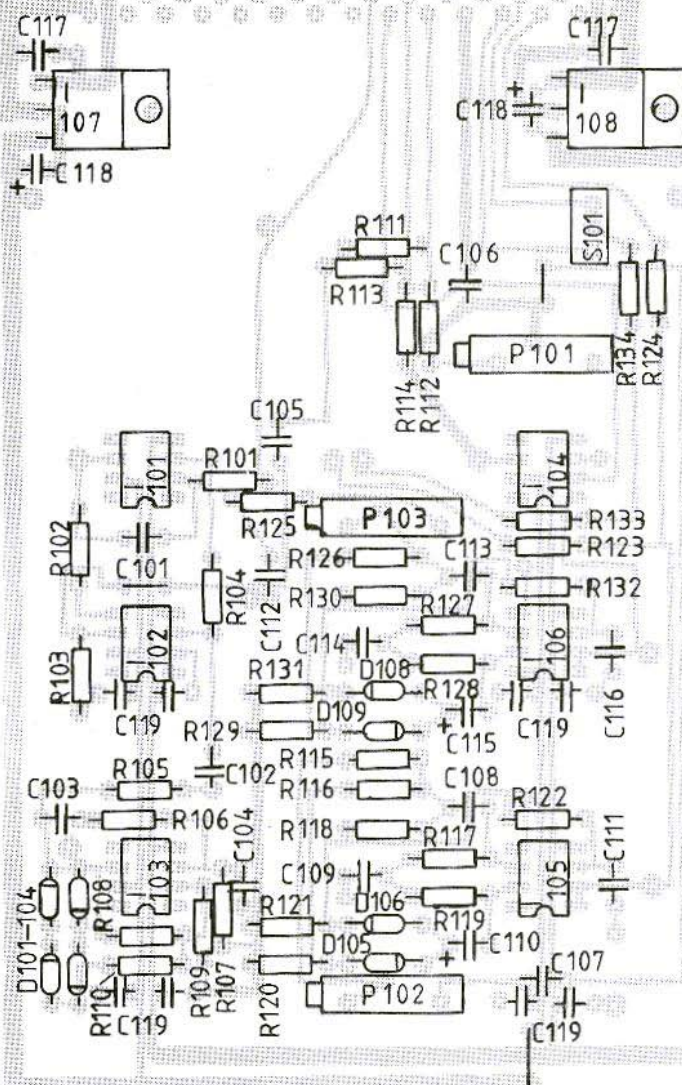 C117
C117
I 107
+ C118
C118 +
I 108
R111
C106
S101
R113
R114
R112
P101
R134
R124
C105
I 101
R101
R125
P103
I 104
R133
R123
R102
C101
R104
C112
R126
C113
R130
R127
R132
C114
R103
I 102
R131
D108
R128
I 106
C116
C119
R129
D109
+ C115
C119
R115
C103
R105
C102
R116
C108
R106
R118
R122
C104
R117
C111
C109
D101-104
R108
I 103
D106
R119
I 105
R121
R109
R107
D105
+ C110
R110
C119
R120
P102
C107
C119